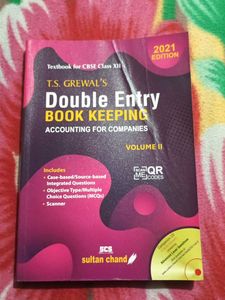 2021
EDITION
Textbook for CBSE Class XII
T.S. GREWAL'S
Double Entry
BOOK KEEPING
ACCOUNTING FOR COMPANIES
VOLUME II
QR
CODES
Includes
• Case-based/Source-based
Integrated Questions
• Objective Type/Multiple
Choice Questions (MCQs)
• Scanner
SCS
sultan chand